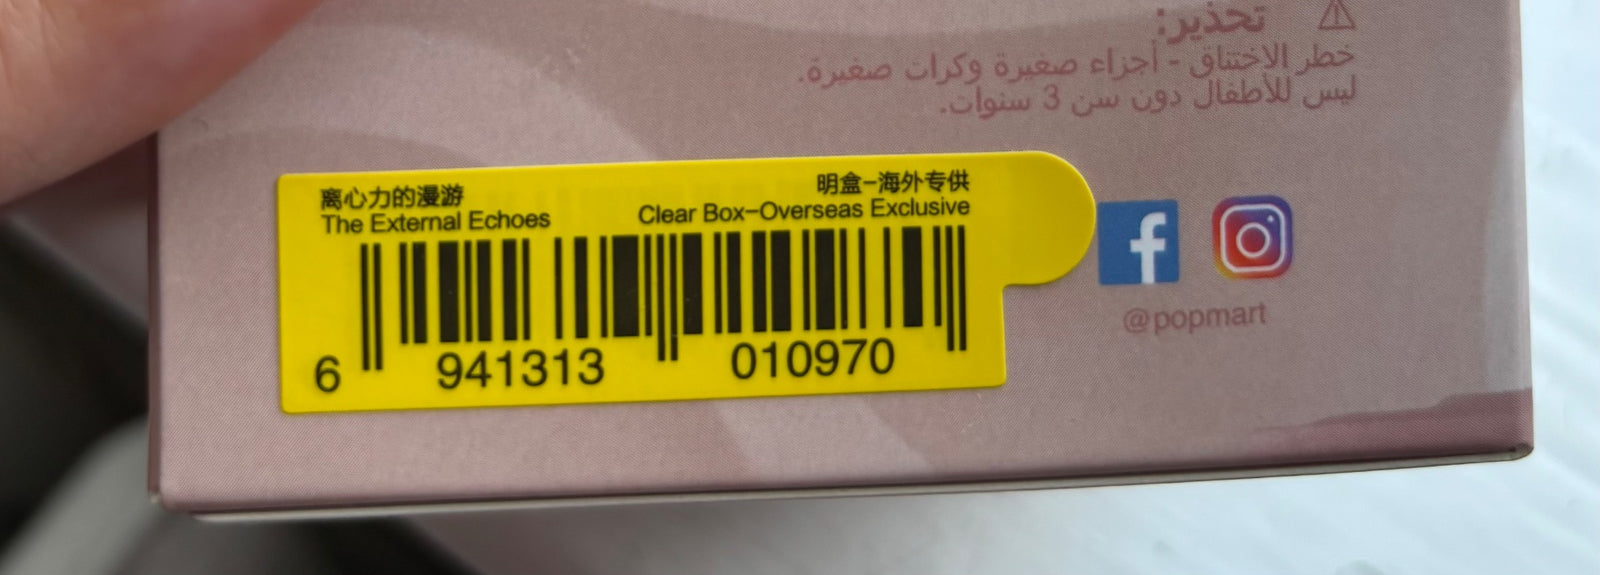 ⚠ تحذير:
خطر الاختناق - أجزاء صغيرة وكرات صغيرة.
ليس للأطفال دون سن 3 سنوات.
离心力的漫游
The External Echoes
明盒-海外专供
Clear Box-Overseas Exclusive
6 941313 010970
@popmart